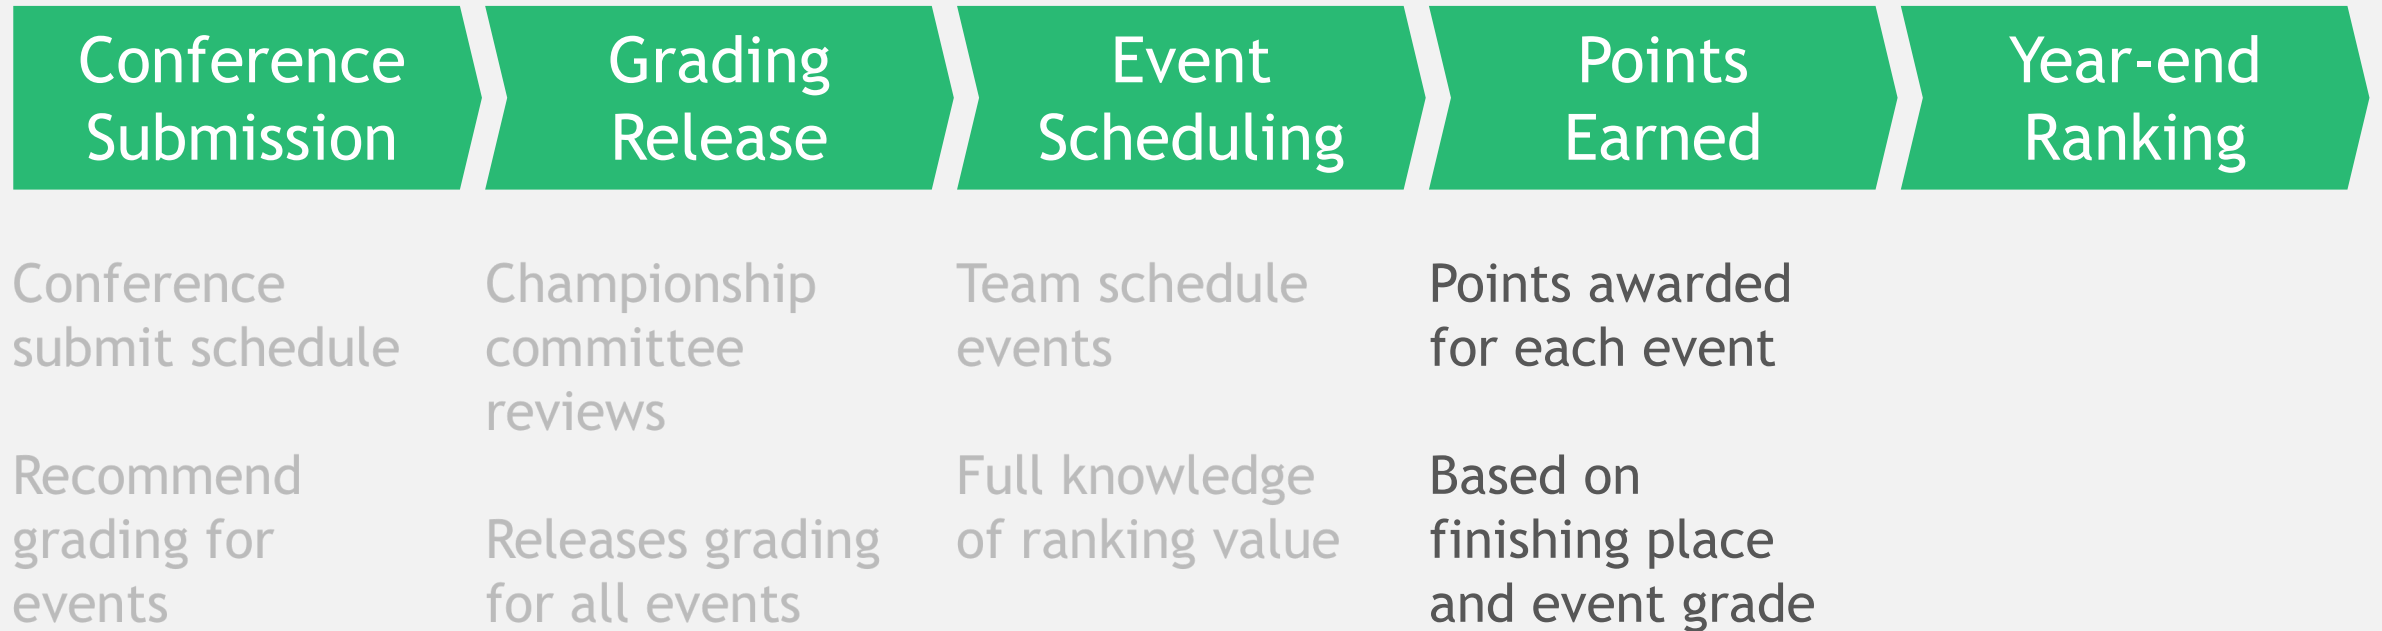 Conference
Submission
Grading
Release
Event
Scheduling
Points
Earned
Year-end
Ranking
Conference
submit schedule
Recommend
grading for
events
Championship
committee
reviews
Releases grading
for all events
Team schedule
events
Full knowledge
of ranking value
Points awarded
for each event
Based on
finishing place
and event grade